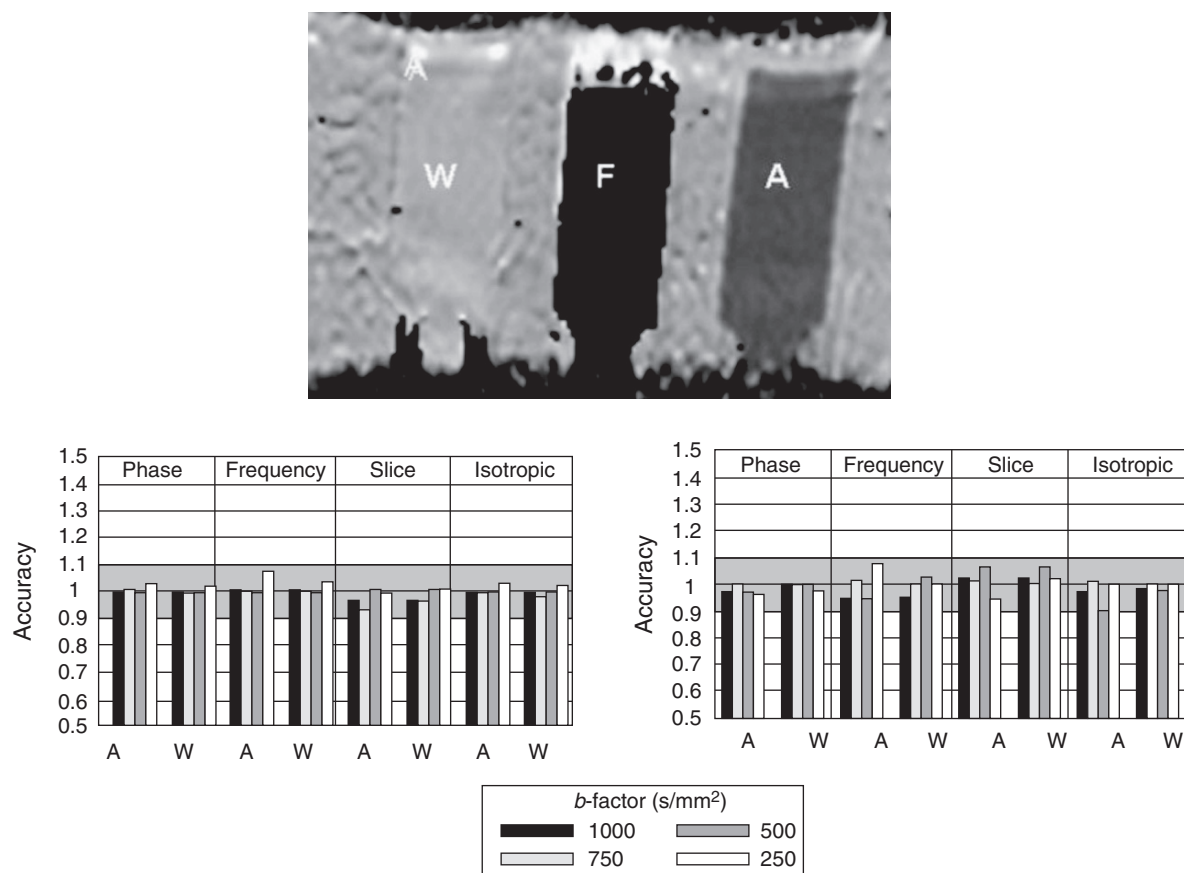 A
W F A
1.5
1.4
1.3
1.2
1.1
1
0.9
0.8
0.7
0.6
0.5
Accuracy
Phase Frequency Slice Isotropic
A W A W A W A W
1.5
1.4
1.3
1.2
1.1
1
0.9
0.8
0.7
0.6
0.5
Accuracy
Phase Frequency Slice Isotropic
A W A W A W A W
b-factor (s/mm²)
1000 500
750 250